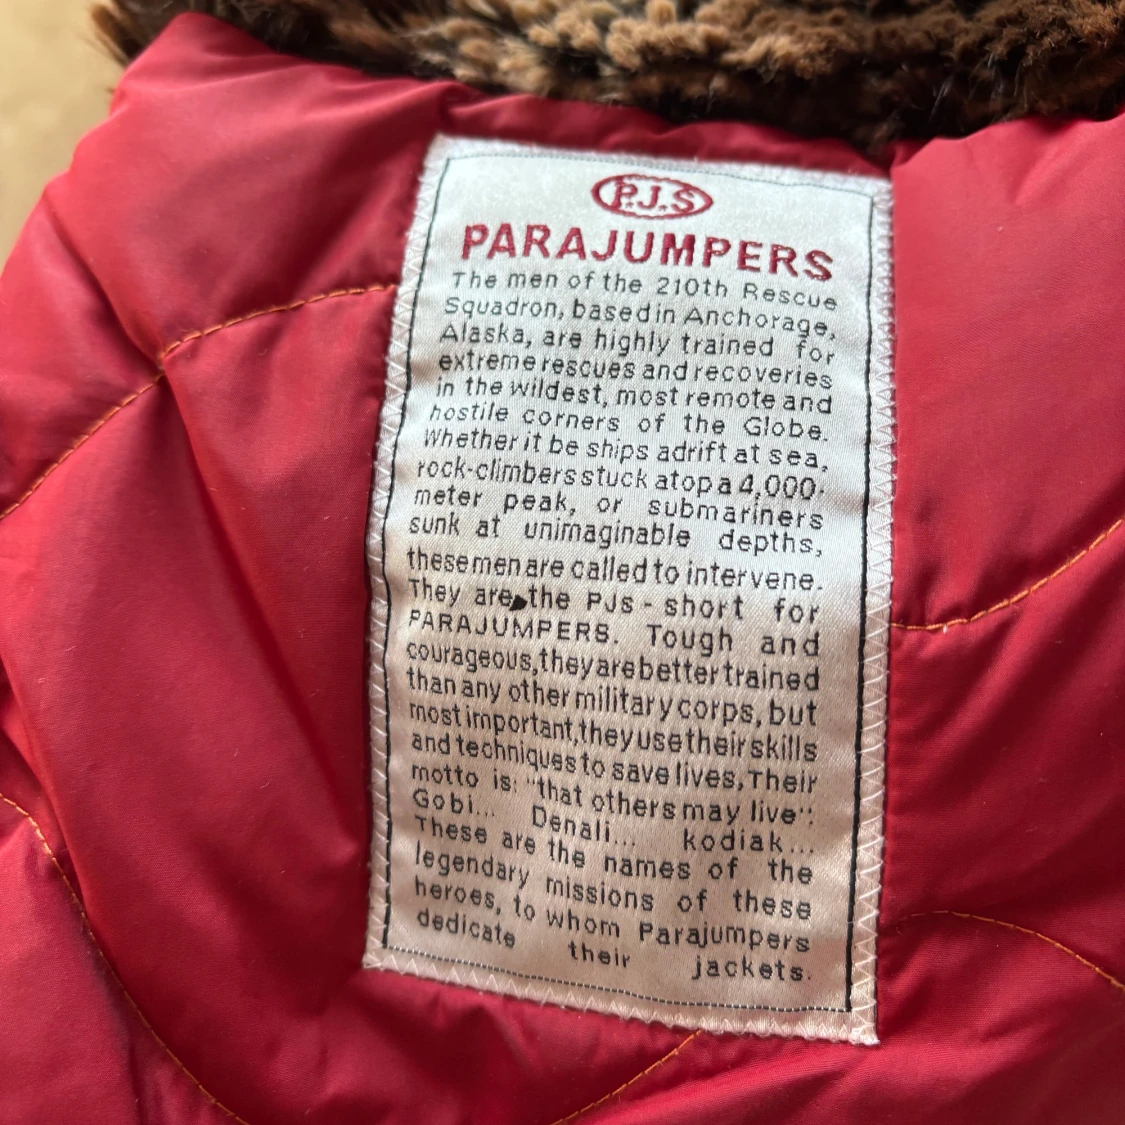 P.J.S
PARAJUMPERS
The men of the 210th Rescue
Squadron, based in Anchorage,
Alaska, are highly trained for
extreme rescues and recoveries
in the wildest, most remote and
hostile corners of the Globe.
Whether it be ships adrift at sea,
rock-climbers stuck atop a 4,000-
meter peak, or submariners
sunk at unimaginable depths,
these men are called to intervene.
They are the PJs - short for
PARAJUMPERS. Tough and
courageous, they are better trained
than any other military corps, but
most important, they use their skills
and techniques to save lives, Their
motto is: "that others may live":
Gobi... Denali... kodiak...
These are the names of the
legendary missions of these
heroes, to whom Parajumpers
dedicate their jackets.